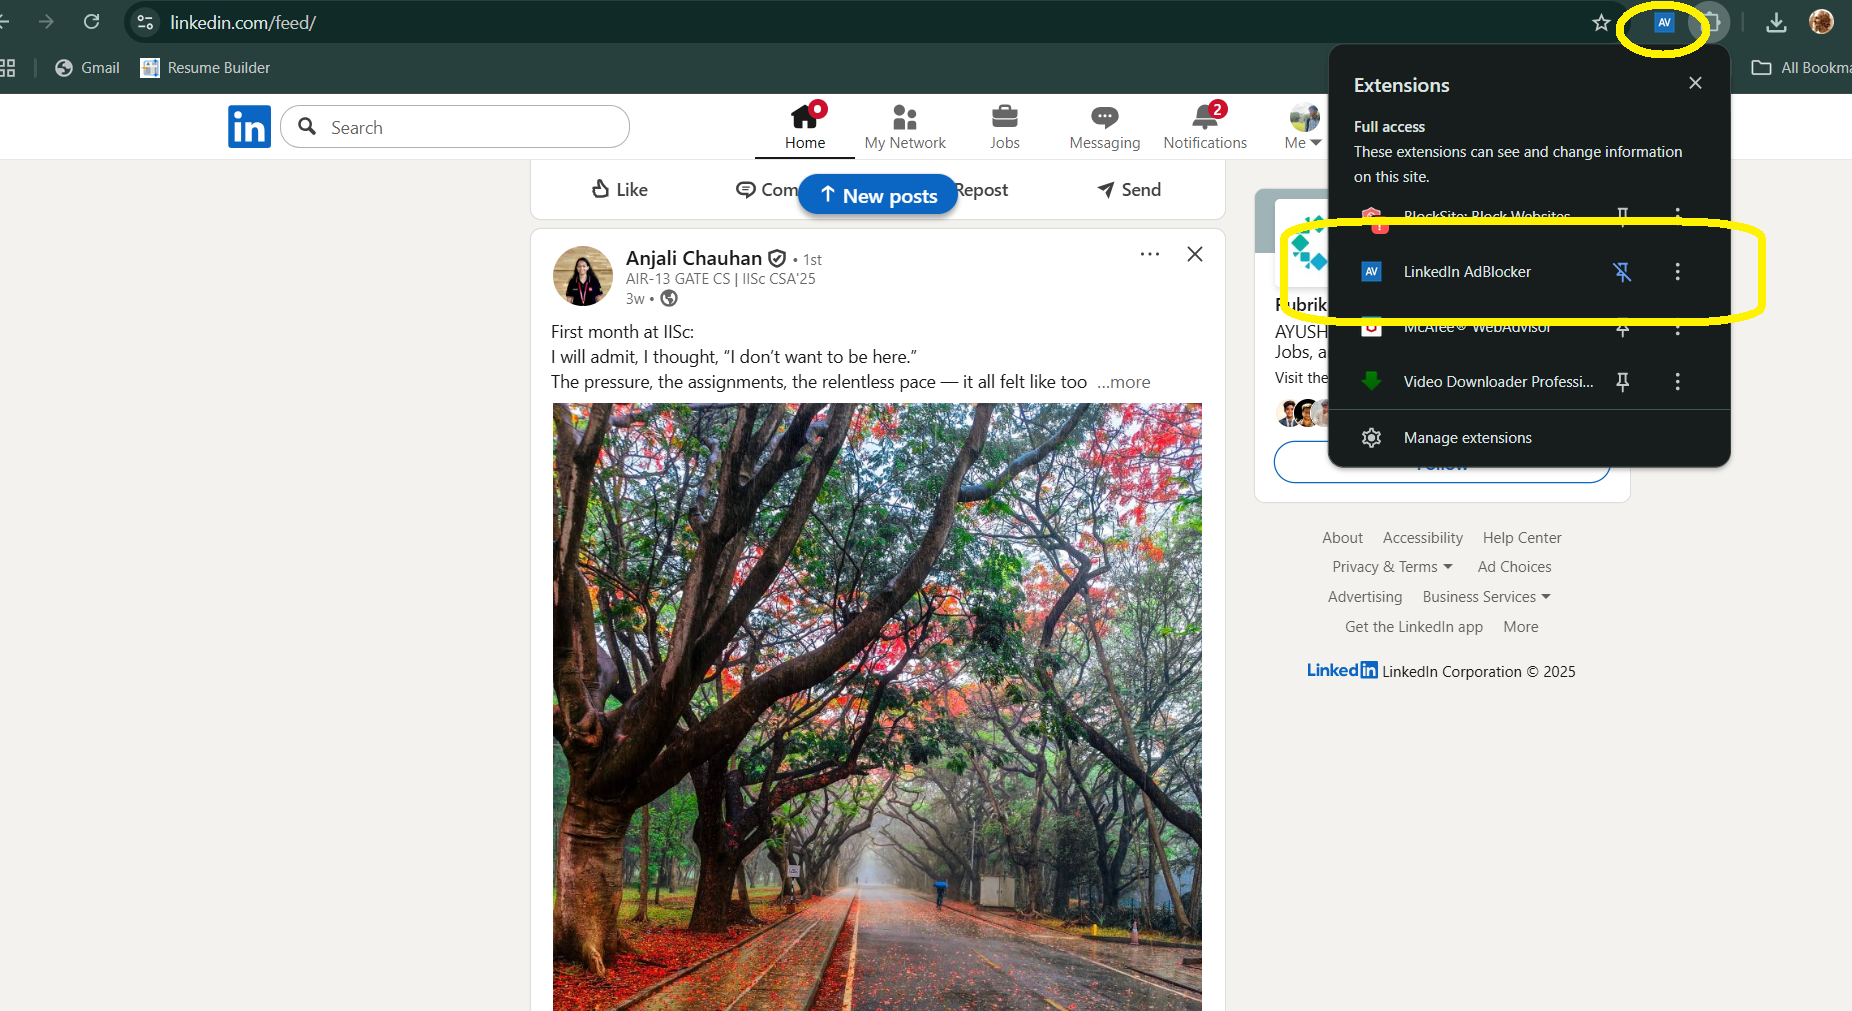 linkedin.com/feed/
AV
Gmail
Resume Builder
All Bookma
in
Search
Home
My Network
Jobs
Messaging
2
Notifications
Me
Extensions
Full access
These extensions can see and change information
on this site.
BlockSite: Block Websites
AV LinkedIn AdBlocker
McAfee® WebAdvisor
Video Downloader Professi...
Manage extensions
Like
Com
New posts
Repost
Send
Anjali Chauhan • 1st
AIR-13 GATE CS | IISc CSA'25
3w •
First month at IISc:
I will admit, I thought, “I don’t want to be here.”
The pressure, the assignments, the relentless pace — it all felt like too ...more
Rubrik
AYUSH
Jobs, a
Visit the
Follow
About Accessibility Help Center
Privacy & Terms Ad Choices
Advertising Business Services
Get the LinkedIn app More
Linked in LinkedIn Corporation © 2025